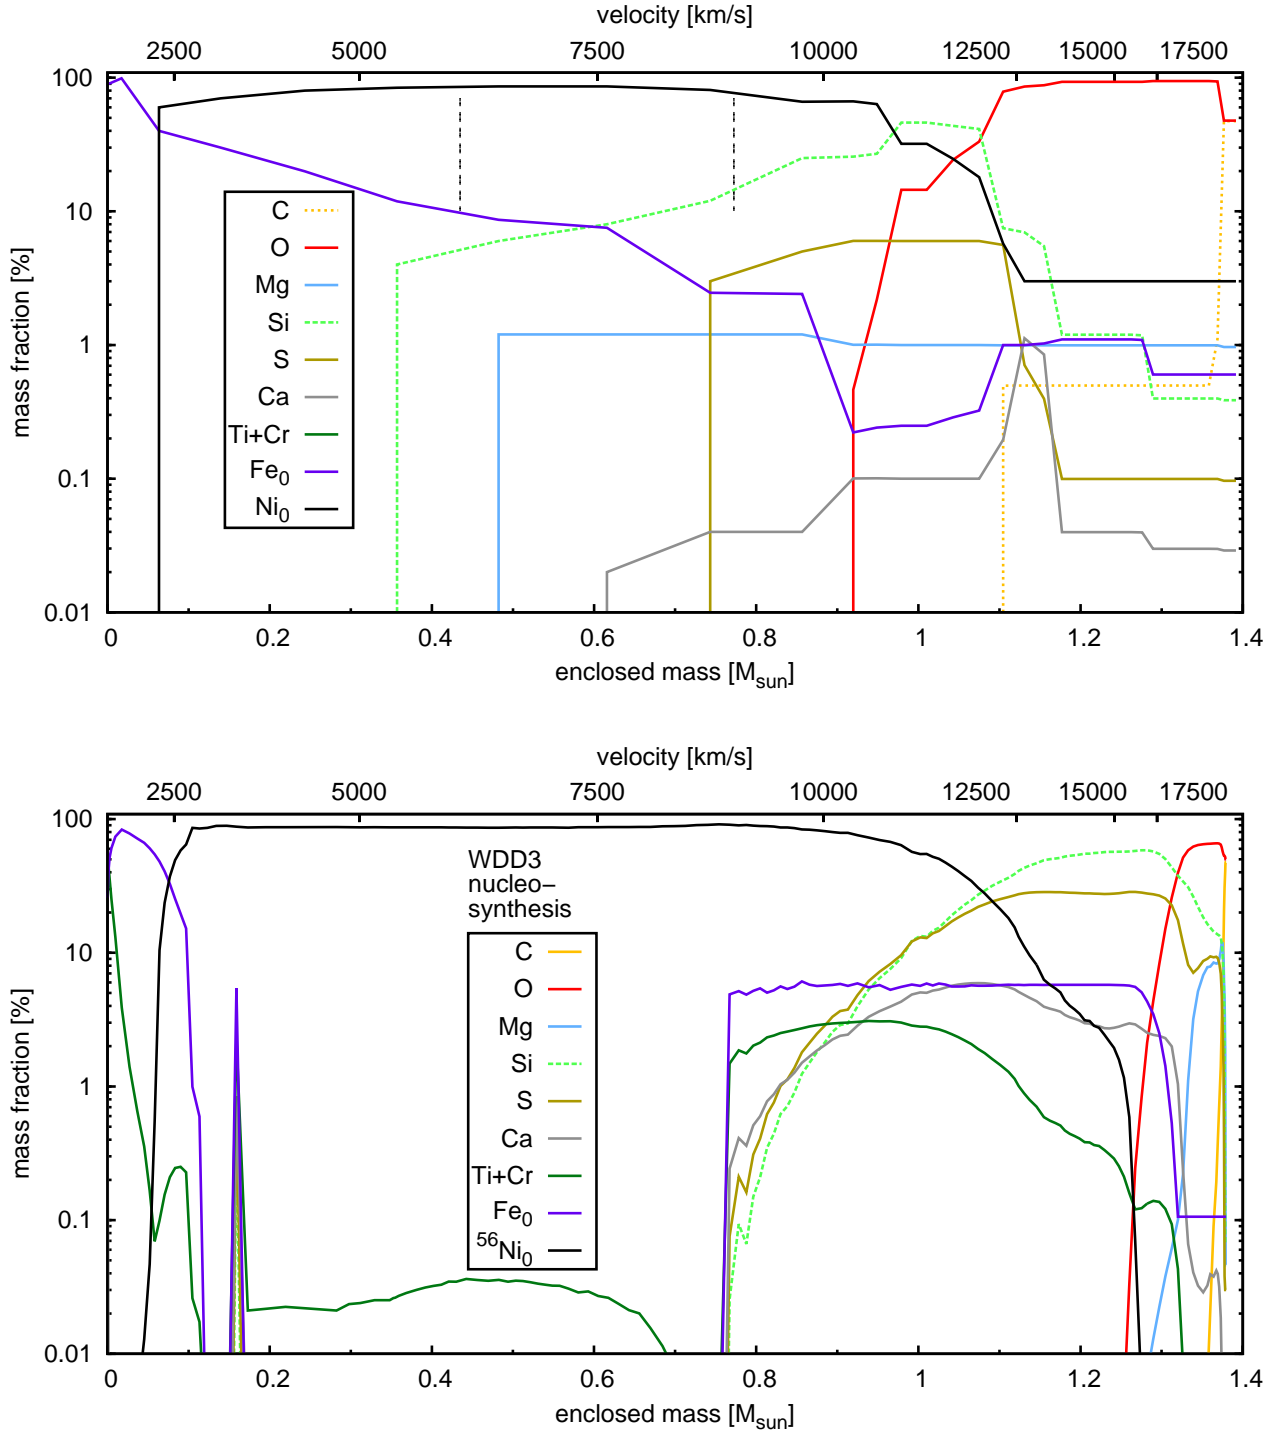 velocity [km/s]
2500 5000 7500 10000 12500 15000 17500
100
10
1
0.1
0.01
mass fraction [%]
C
O
Mg
Si
S
Ca
Ti+Cr
Fe0
Ni0
0 0.2 0.4 0.6 0.8 1 1.2 1.4
enclosed mass [Msun]
velocity [km/s]
2500 5000 7500 10000 12500 15000 17500
100
10
1
0.1
0.01
mass fraction [%]
WDD3
nucleo−
synthesis
C
O
Mg
Si
S
Ca
Ti+Cr
Fe0
56Ni0
0 0.2 0.4 0.6 0.8 1 1.2 1.4
enclosed mass [Msun]